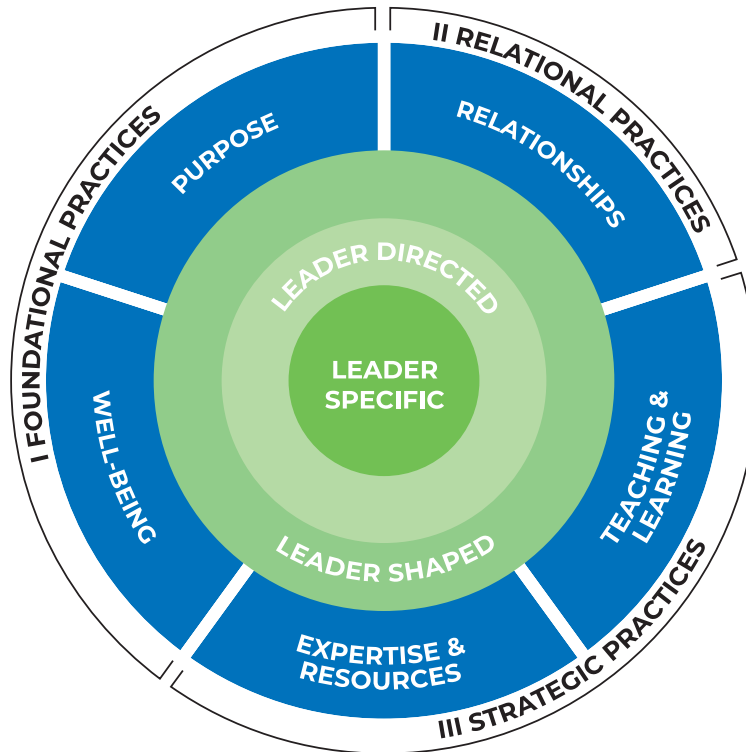 I FOUNDATIONAL PRACTICES
II RELATIONAL PRACTICES
III STRATEGIC PRACTICES
PURPOSE
RELATIONSHIPS
TEACHING &
LEARNING
EXPERTISE &
RESOURCES
WELL-BEING
LEADER DIRECTED
LEADER
SPECIFIC
LEADER SHAPED